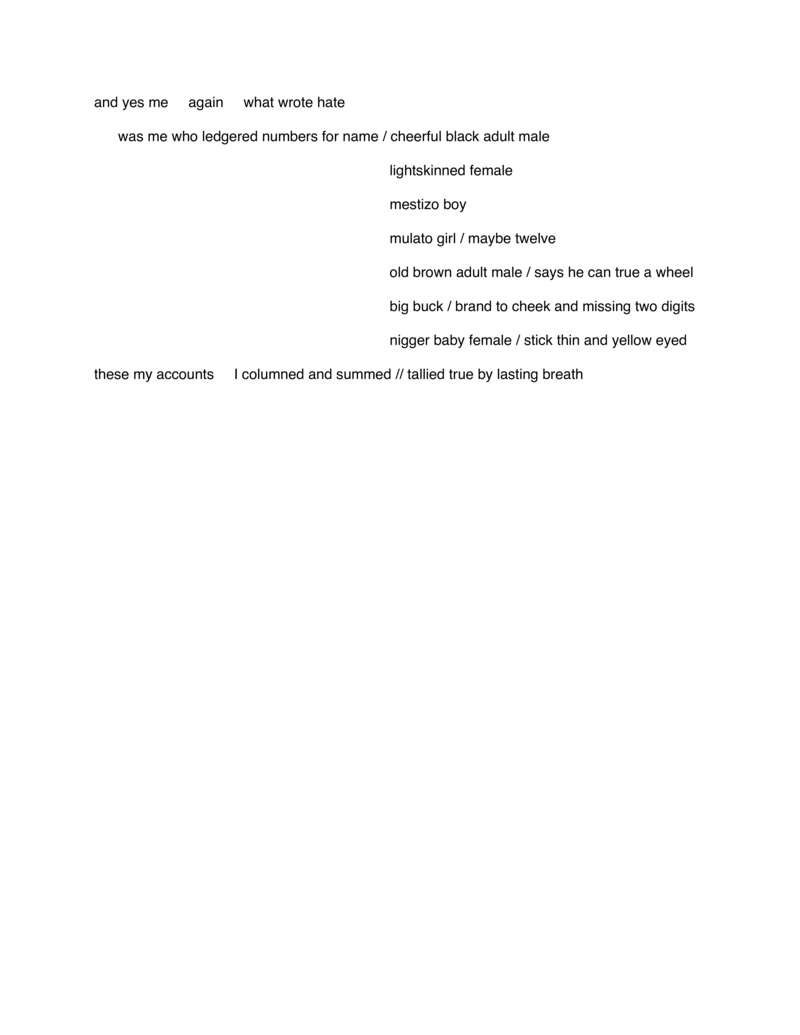 and yes me again what wrote hate
was me who ledgered numbers for name / cheerful black adult male
lightskinned female
mestizo boy
mulato girl / maybe twelve
old brown adult male / says he can true a wheel
big buck / brand to cheek and missing two digits
nigger baby female / stick thin and yellow eyed
these my accounts I columned and summed // tallied true by lasting breath